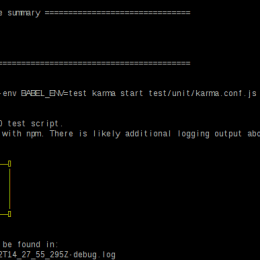 e summary ================================
==========================================
-env BABEL_ENV=test karma start test/unit/karma.conf.js
test script.
with npm. There is likely additional logging output abo
be found in:
2T14_27_55_295Z-debug.log